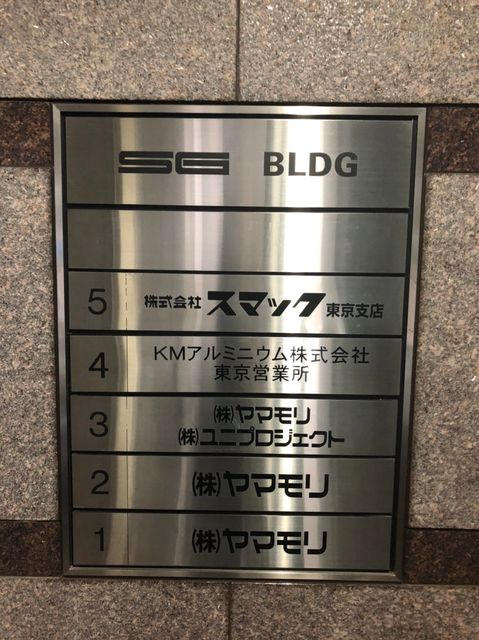 SG BLDG
5 株式会社 スマック 東京支店
4 KMアルミニウム株式会社
東京営業所
3 (株)ヤマモリ
(株)ユニプロジェクト
2 (株)ヤマモリ
1 (株)ヤマモリ